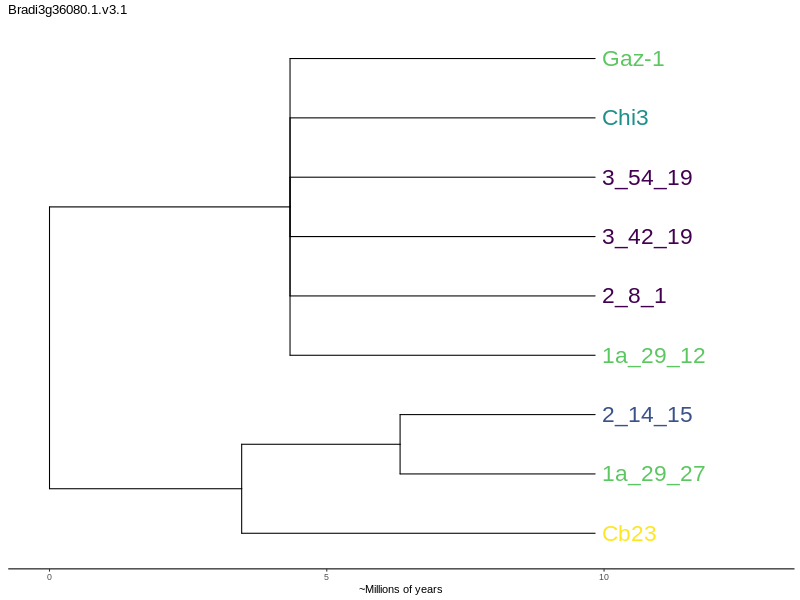 Bradi3g36080.1.v3.1
Gaz-1
Chi3
3_54_19
3_42_19
2_8_1
1a_29_12
2_14_15
1a_29_27
Cb23
0 5 10
~Millions of years